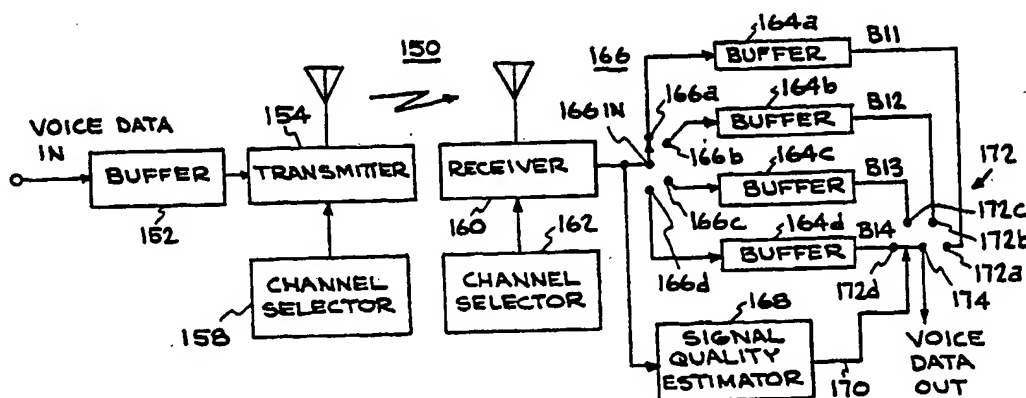 164a
150
166
BUFFER
B11
166a
164b
154
166 IN
BUFFER
B12
VOICE DATA
IN
166b
164c
172
BUFFER
TRANSMITTER
RECEIVER
BUFFER
B13
172c
152
160
162
166c
164d
B14
172b
BUFFER
172a
CHANNEL
SELECTOR
CHANNEL
SELECTOR
166d
168
172d
174
158
SIGNAL
QUALITY
ESTIMATOR
170
VOICE
DATA
OUT